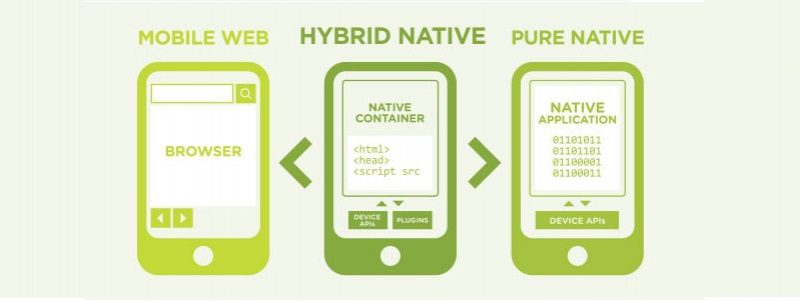 MOBILE WEB
HYBRID NATIVE
PURE NATIVE
BROWSER
NATIVE
CONTAINER
<html>
<head>
<script src
DEVICE
APIs
PLUGINS
NATIVE
APPLICATION
01101011
01101101
01100001
01100011
DEVICE APIs